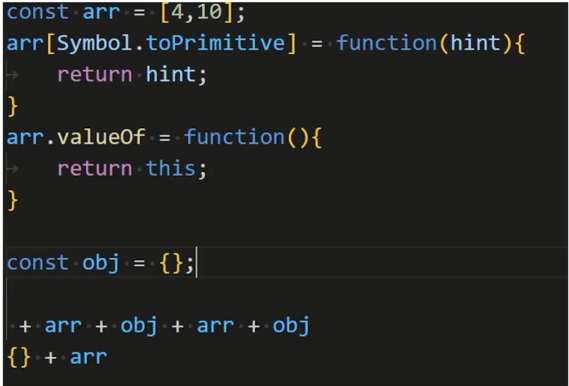 const arr = [4,10];
arr[Symbol.toPrimitive] = function(hint){
    return hint;
}
arr.valueOf = function(){
    return this;
}

const obj = {};

 + arr + obj + arr + obj
{} + arr